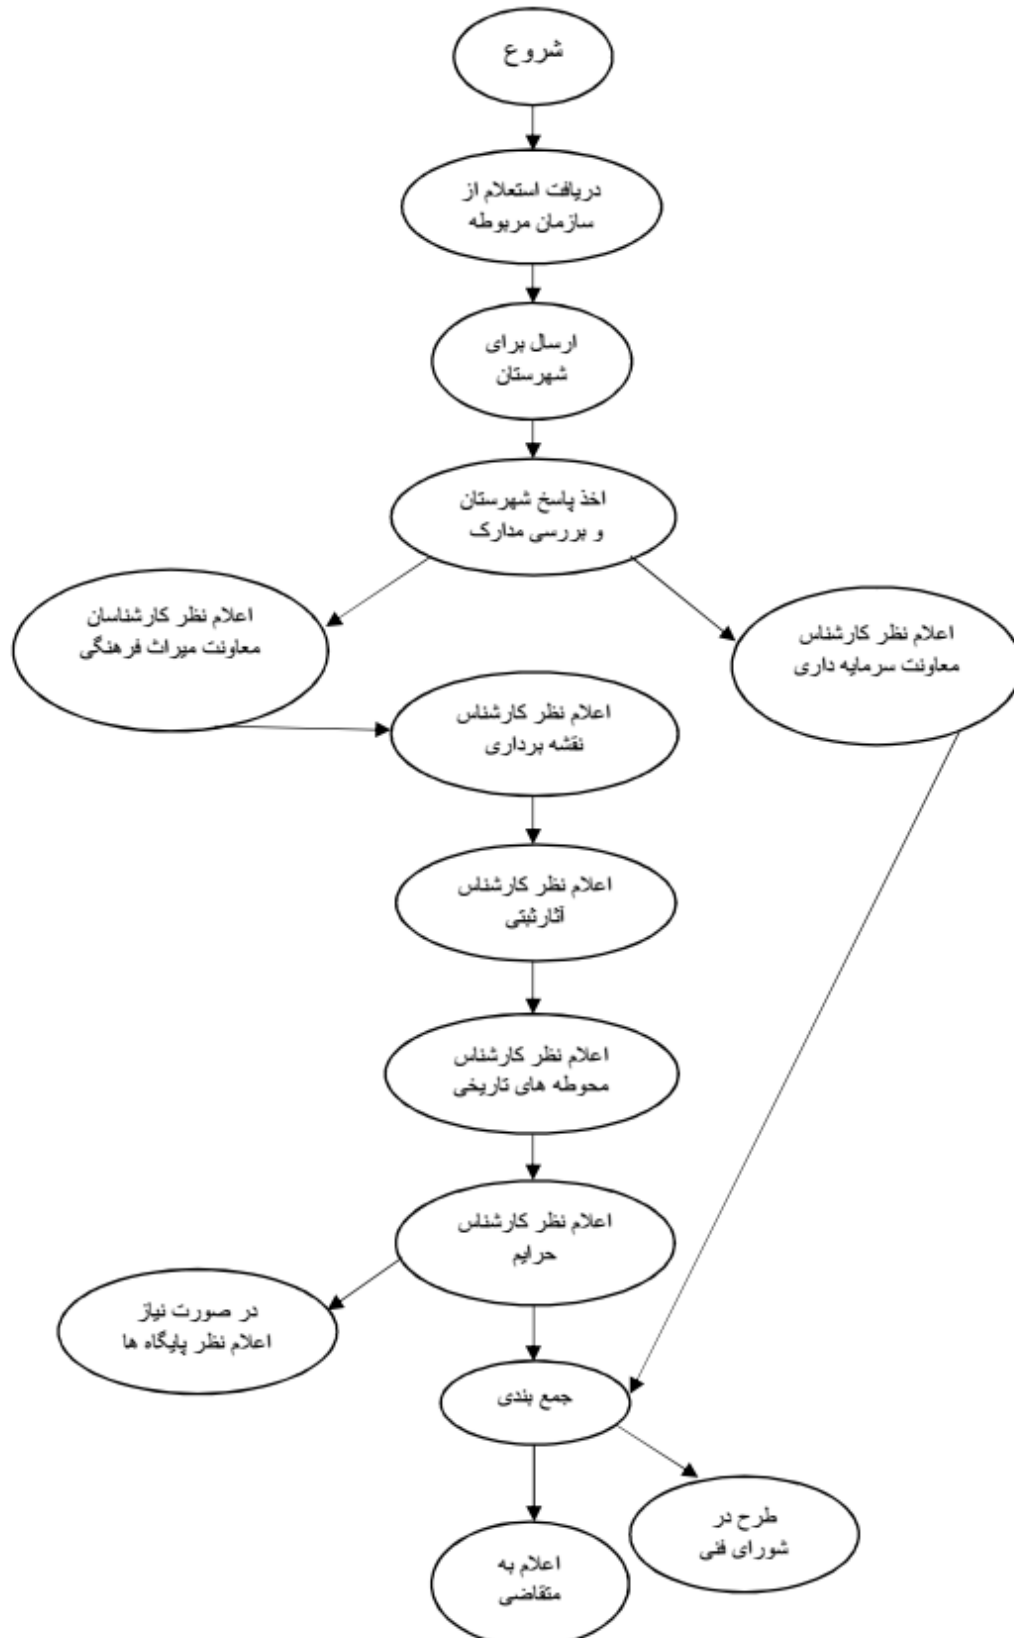 شروع
دریافت استعلام از
سازمان مربوطه
ارسال برای
شهرستان
اخذ پاسخ شهرستان
و بررسی مدارک
اعلام نظر کارشناس
معاونت سرمایه داری
اعلام نظر کارشناسان
معاونت میراث فرهنگی
اعلام نظر کارشناس
نقشه برداری
اعلام نظر کارشناس
آثارثبتی
اعلام نظر کارشناس
محوطه های تاریخی
اعلام نظر کارشناس
حرایم
در صورت نیاز
اعلام نظر پایگاه ها
جمع بندی
طرح در
شورای فنی
اعلام به
متقاضی